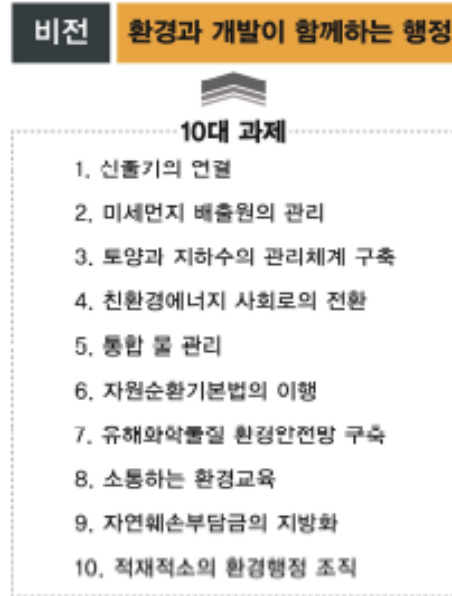 비전 환경과 개발이 함께하는 행정
10대 과제
1. 신줄기의 연결
2. 미세먼지 배출원의 관리
3. 토양과 지하수의 관리체계 구축
4. 친환경에너지 사회로의 전환
5. 통합 물 관리
6. 자원순환기본법의 이행
7. 유해화학물질 환경안전망 구축
8. 소통하는 환경교육
9. 자연훼손부담금의 지방화
10. 적재적소의 환경행정 조직